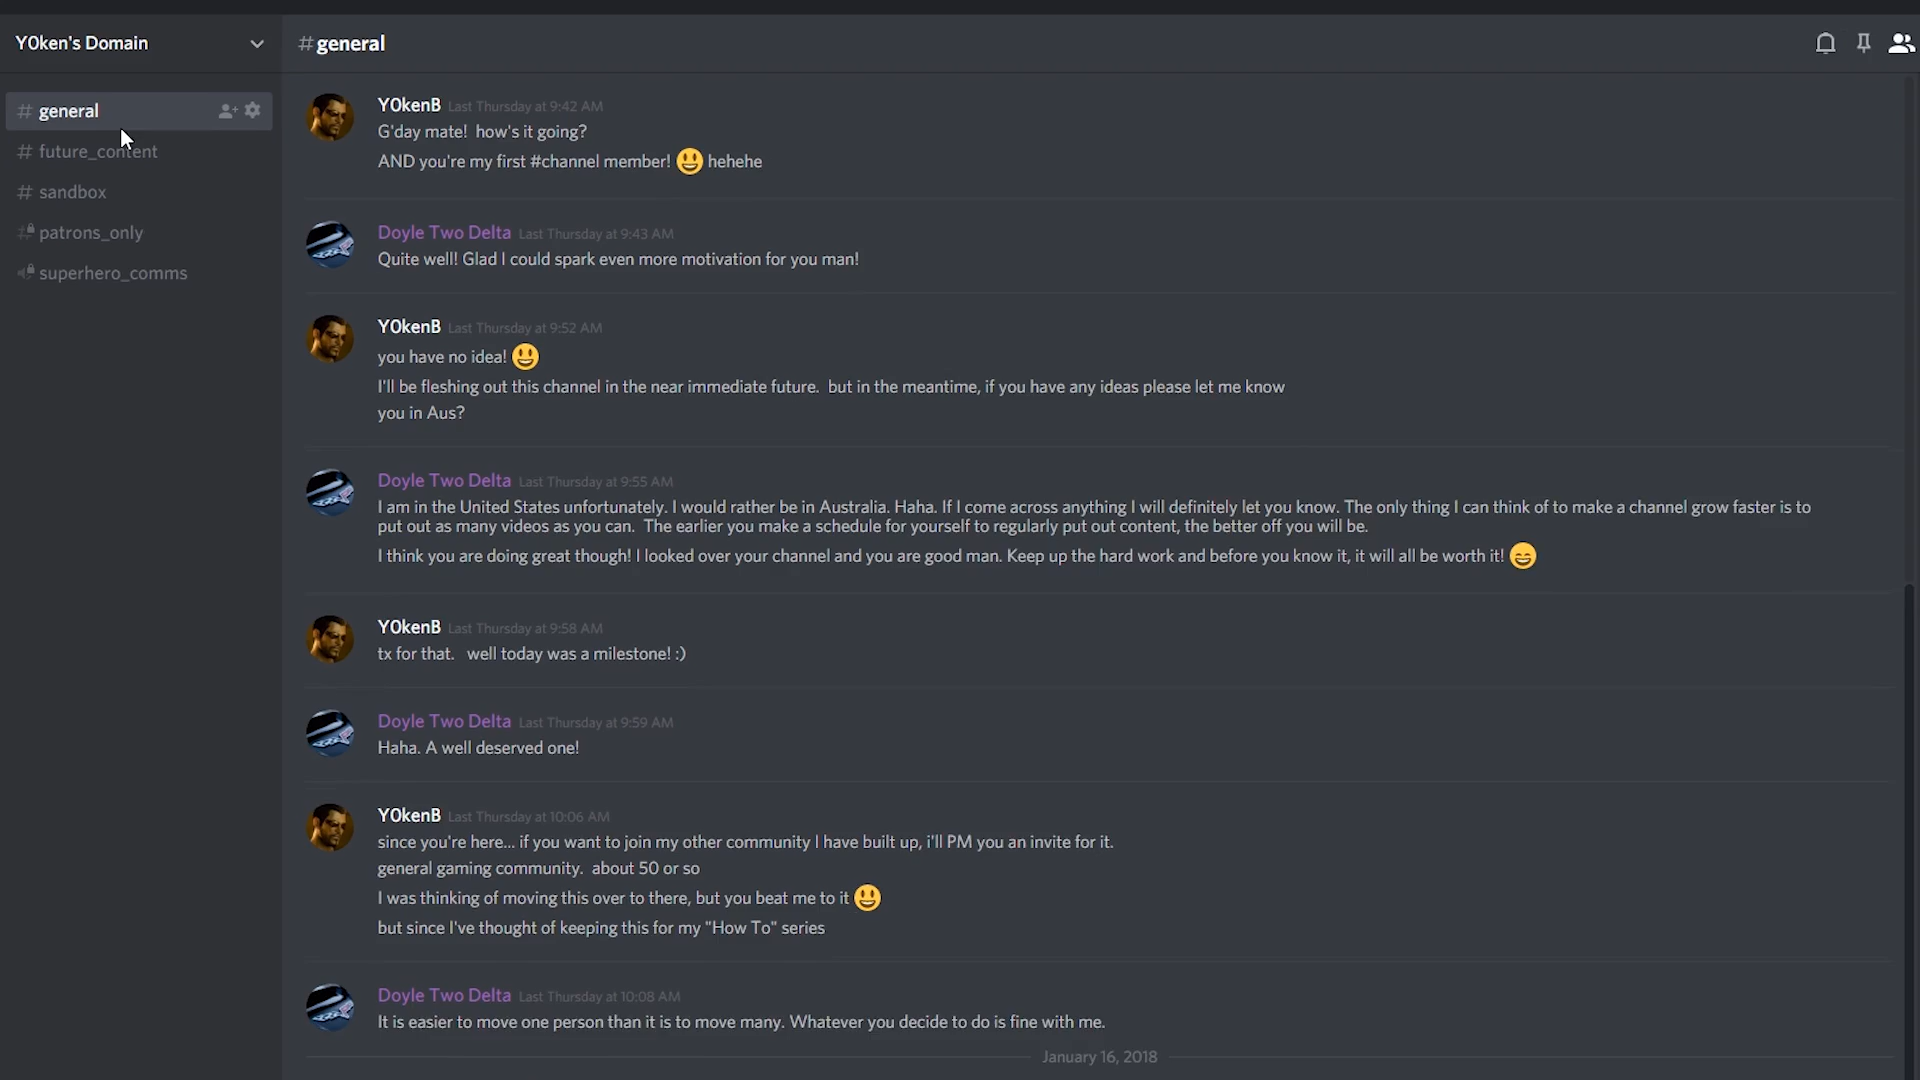 Y0ken's Domain
# general
# general
# future_content
# sandbox
patrons_only
superhero_comms
Y0kenB Last Thursday at 9:42 AM
G'day mate!  how's it going?
AND you're my first #channel member! 😃 hehehe
Doyle Two Delta Last Thursday at 9:43 AM
Quite well! Glad I could spark even more motivation for you man!
Y0kenB Last Thursday at 9:52 AM
you have no idea! 😃
I'll be fleshing out this channel in the near immediate future.  but in the meantime, if you have any ideas please let me know
you in Aus?
Doyle Two Delta Last Thursday at 9:55 AM
I am in the United States unfortunately. I would rather be in Australia. Haha. If I come across anything I will definitely let you know. The only thing I can think of to make a channel grow faster is to
put out as many videos as you can.  The earlier you make a schedule for yourself to regularly put out content, the better off you will be.
I think you are doing great though! I looked over your channel and you are good man. Keep up the hard work and before you know it, it will all be worth it! 😄
Y0kenB Last Thursday at 9:58 AM
tx for that.   well today was a milestone! :)
Doyle Two Delta Last Thursday at 9:59 AM
Haha. A well deserved one!
Y0kenB Last Thursday at 10:06 AM
since you're here... if you want to join my other community I have built up, i'll PM you an invite for it.
general gaming community.  about 50 or so
I was thinking of moving this over to there, but you beat me to it 😃
but since I've thought of keeping this for my "How To" series
Doyle Two Delta Last Thursday at 10:08 AM
It is easier to move one person than it is to move many. Whatever you decide to do is fine with me.
January 16, 2018